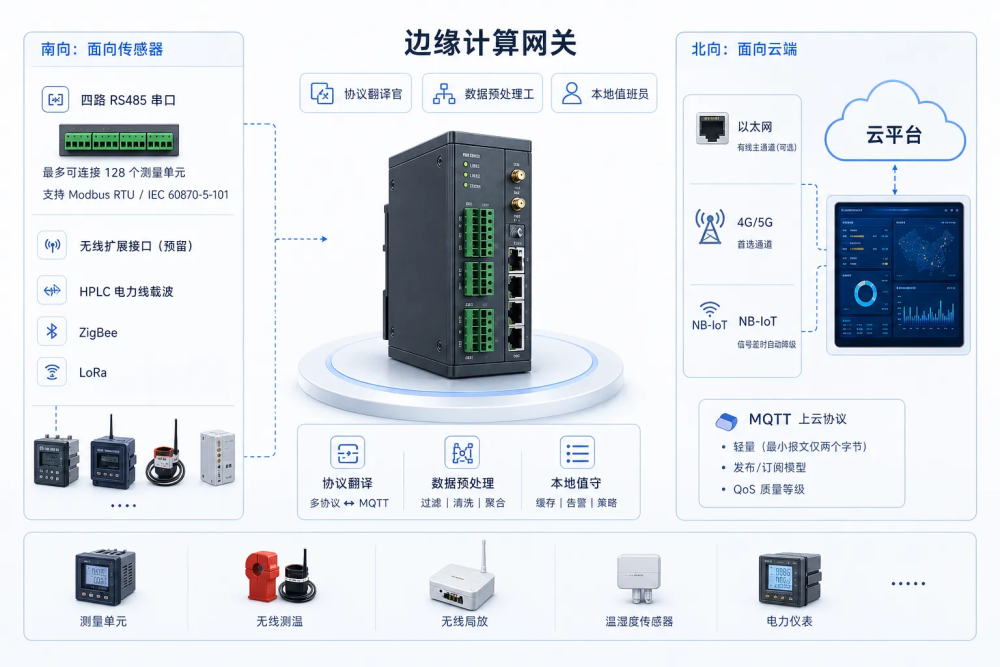 边缘计算网关
协议翻译官
数据预处理工
本地值班员
南向：面向传感器
四路 RS485 串口
最多可连接 128 个测量单元
支持 Modbus RTU / IEC 60870-5-101
无线扩展接口（预留）
HPLC 电力线载波
ZigBee
LoRa
••••
协议翻译
多协议 ↔ MQTT
数据预处理
过滤 | 清洗 | 聚合
本地值守
缓存 | 告警 | 策略
北向：面向云端
以太网
有线主通道(可选)
4G/5G
首选通道
NB-IoT
NB-IoT
信号差时自动降级
云平台
MQTT 上云协议
• 轻量（最小报文仅两个字节）
• 发布/订阅模型
• QoS 质量等级
测量单元
无线测温
无线局放
温湿度传感器
电力仪表
•••••